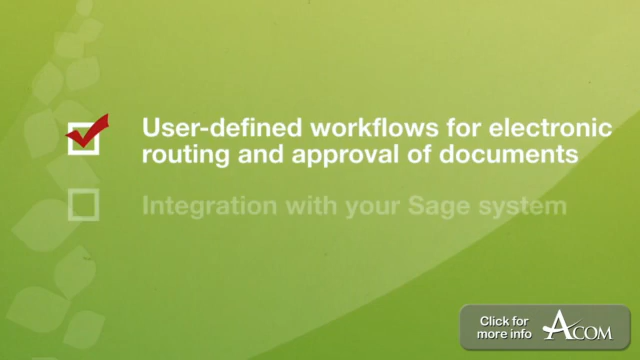 User-defined workflows for electronic
routing and approval of documents
Integration with your Sage system
Click for
more info
ACOM